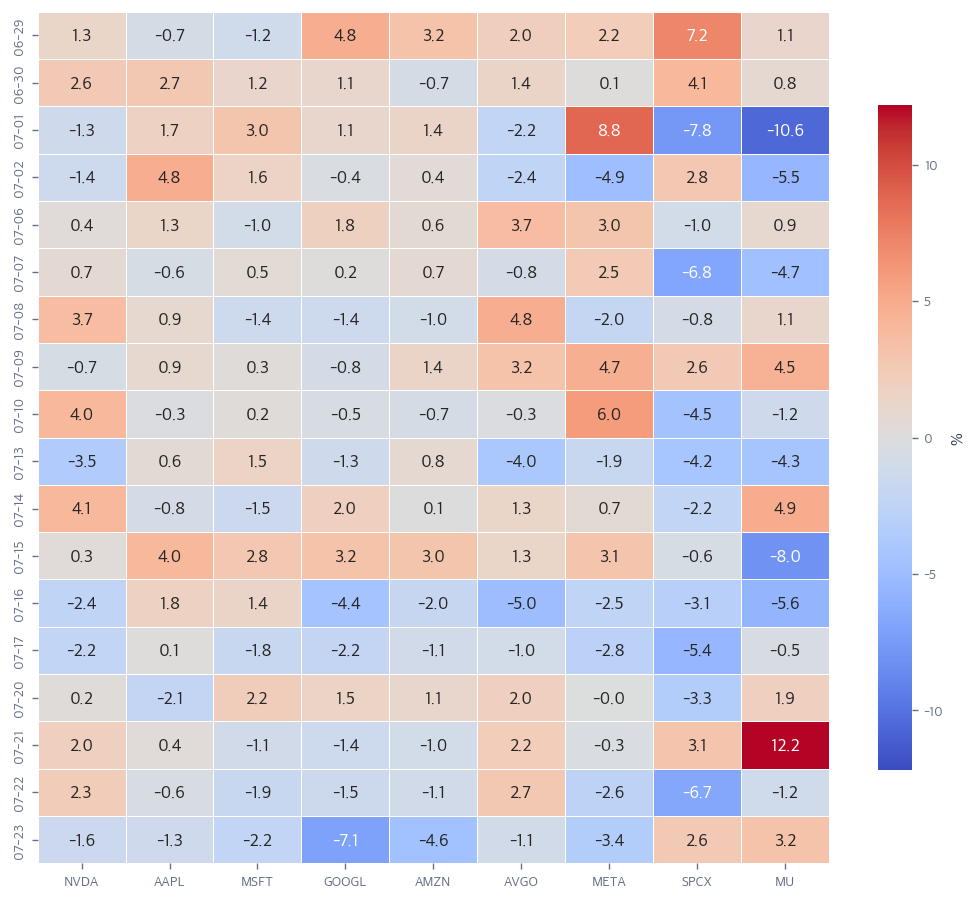 06-29 1.3 -0.7 -1.2 4.8 3.2 2.0 2.2 7.2 1.1
06-30 2.6 2.7 1.2 1.1 -0.7 1.4 0.1 4.1 0.8
07-01 -1.3 1.7 3.0 1.1 1.4 -2.2 8.8 -7.8 -10.6
07-02 -1.4 4.8 1.6 -0.4 0.4 -2.4 -4.9 2.8 -5.5
07-06 0.4 1.3 -1.0 1.8 0.6 3.7 3.0 -1.0 0.9
07-07 0.7 -0.6 0.5 0.2 0.7 -0.8 2.5 -6.8 -4.7
07-08 3.7 0.9 -1.4 -1.4 -1.0 4.8 -2.0 -0.8 1.1
07-09 -0.7 0.9 0.3 -0.8 1.4 3.2 4.7 2.6 4.5
07-10 4.0 -0.3 0.2 -0.5 -0.7 -0.3 6.0 -4.5 -1.2
07-13 -3.5 0.6 1.5 -1.3 0.8 -4.0 -1.9 -4.2 -4.3
07-14 4.1 -0.8 -1.5 2.0 0.1 1.3 0.7 -2.2 4.9
07-15 0.3 4.0 2.8 3.2 3.0 1.3 3.1 -0.6 -8.0
07-16 -2.4 1.8 1.4 -4.4 -2.0 -5.0 -2.5 -3.1 -5.6
07-17 -2.2 0.1 -1.8 -2.2 -1.1 -1.0 -2.8 -5.4 -0.5
07-20 0.2 -2.1 2.2 1.5 1.1 2.0 -0.0 -3.3 1.9
07-21 2.0 0.4 -1.1 -1.4 -1.0 2.2 -0.3 3.1 12.2
07-22 2.3 -0.6 -1.9 -1.5 -1.1 2.7 -2.6 -6.7 -1.2
07-23 -1.6 -1.3 -2.2 -7.1 -4.6 -1.1 -3.4 2.6 3.2
NVDA AAPL MSFT GOOGL AMZN AVGO META SPCX MU
10
5
0
-5
-10
%